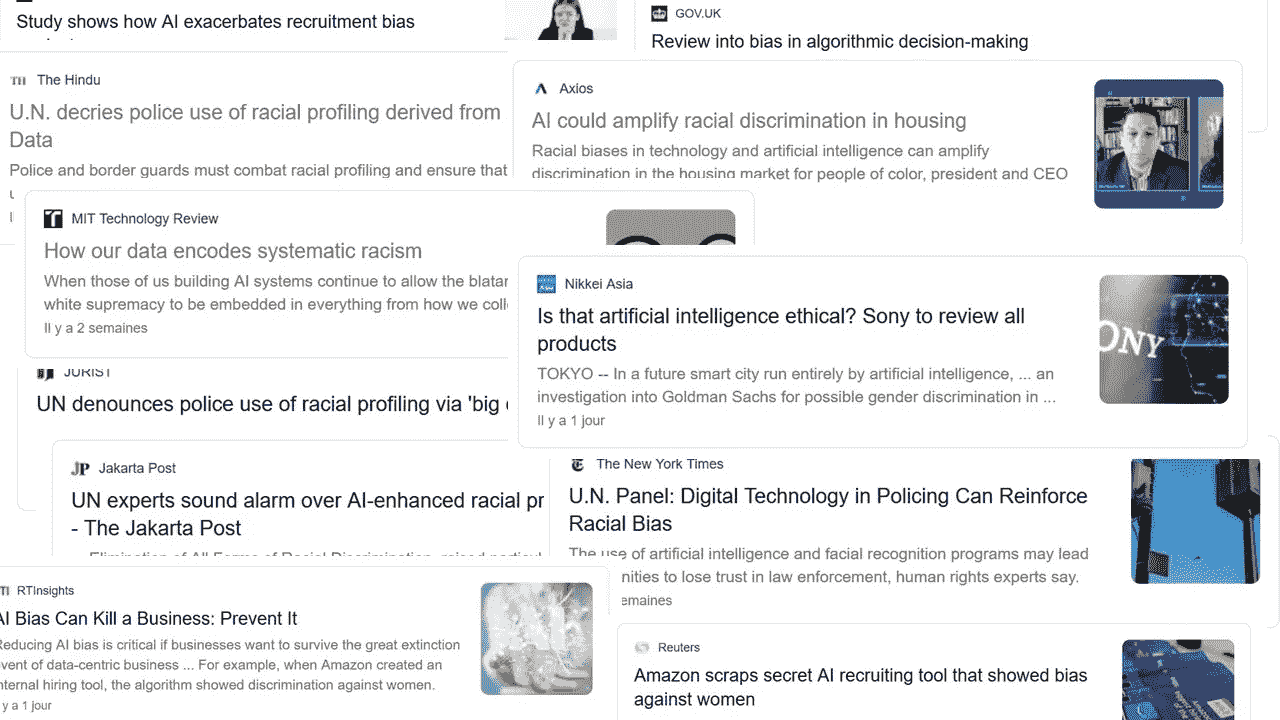 Study shows how AI exacerbates recruitment bias
GOV.UK
Review into bias in algorithmic decision-making
The Hindu
U.N. decries police use of racial profiling derived from
Data
Police and border guards must combat racial profiling and ensure that
Axios
AI could amplify racial discrimination in housing
Racial biases in technology and artificial intelligence can amplify
discrimination in the housing market for people of color, president and CEO
MIT Technology Review
How our data encodes systematic racism
When those of us building AI systems continue to allow the
white supremacy to be embedded in everything from how we
Il y a 2 semaines
Nikkei Asia
Is that artificial intelligence ethical? Sony to review all
products
TOKYO -- In a future smart city run entirely by artificial intelligence, ... an
investigation into Goldman Sachs for possible gender discrimination in ...
Il y a 1 jour
ONY
JURIST
UN denounces police use of racial profiling via 'big
Jakarta Post
UN experts sound alarm over AI-enhanced racial pr
- The Jakarta Post
Elimination of All Forms of Racial Discrimination, raised
The New York Times
U.N. Panel: Digital Technology in Policing Can Reinforce
Racial Bias
The use of artificial intelligence and facial recognition programs may lead
nities to lose trust in law enforcement, human rights experts say.
emaines
RTInsights
AI Bias Can Kill a Business: Prevent It
Reducing AI bias is critical if businesses want to survive the great extinction
event of data-centric business ... For example, when Amazon created an
internal hiring tool, the algorithm showed discrimination against women.
y a 1 jour
Reuters
Amazon scraps secret AI recruiting tool that showed bias
against women